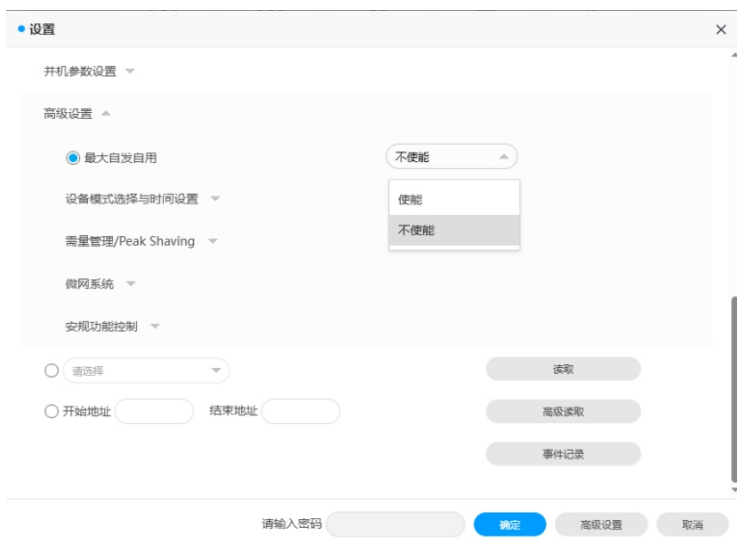 设置
并机参数设置
高级设置
最大自发自用 不使能
使能
设备模式选择与时间设置
不使能
需量管理/Peak Shaving
微网系统
安规功能控制
请选择 读取
开始地址 结束地址 高级读取
事件记录
请输入密码 确定 高级设置 取消